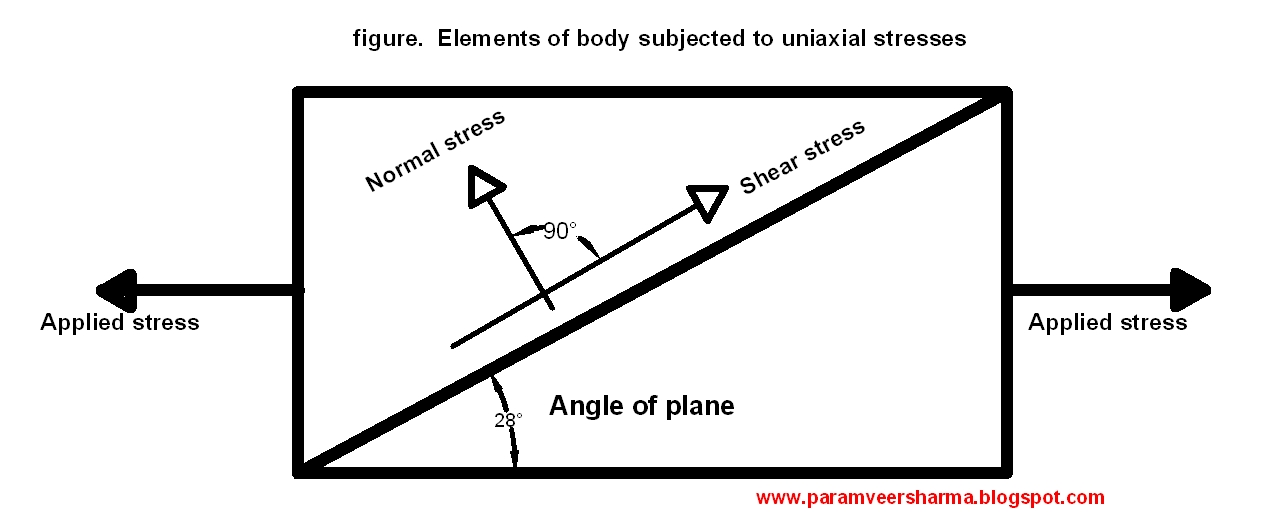 figure.  Elements of body subjected to uniaxial stresses
Normal stress
Shear stress
90°
Applied stress
Applied stress
Angle of plane
28°
www.paramveersharma.blogspot.com